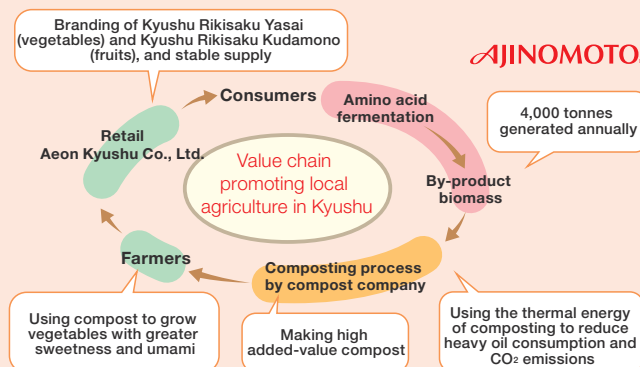 Branding of Kyushu Rikisaku Yasai
(vegetables) and Kyushu Rikisaku Kudamono
(fruits), and stable supply
AJINOMOTO
Consumers
Amino acid
fermentation
4,000 tonnes
generated annually
Retail
Aeon Kyushu Co., Ltd.
Value chain
promoting local
agriculture in Kyushu
By-product
biomass
Farmers
Composting process
by compost company
Using compost to grow
vegetables with greater
sweetness and umami
Making high
added-value compost
Using the thermal energy
of composting to reduce
heavy oil consumption and
CO₂ emissions